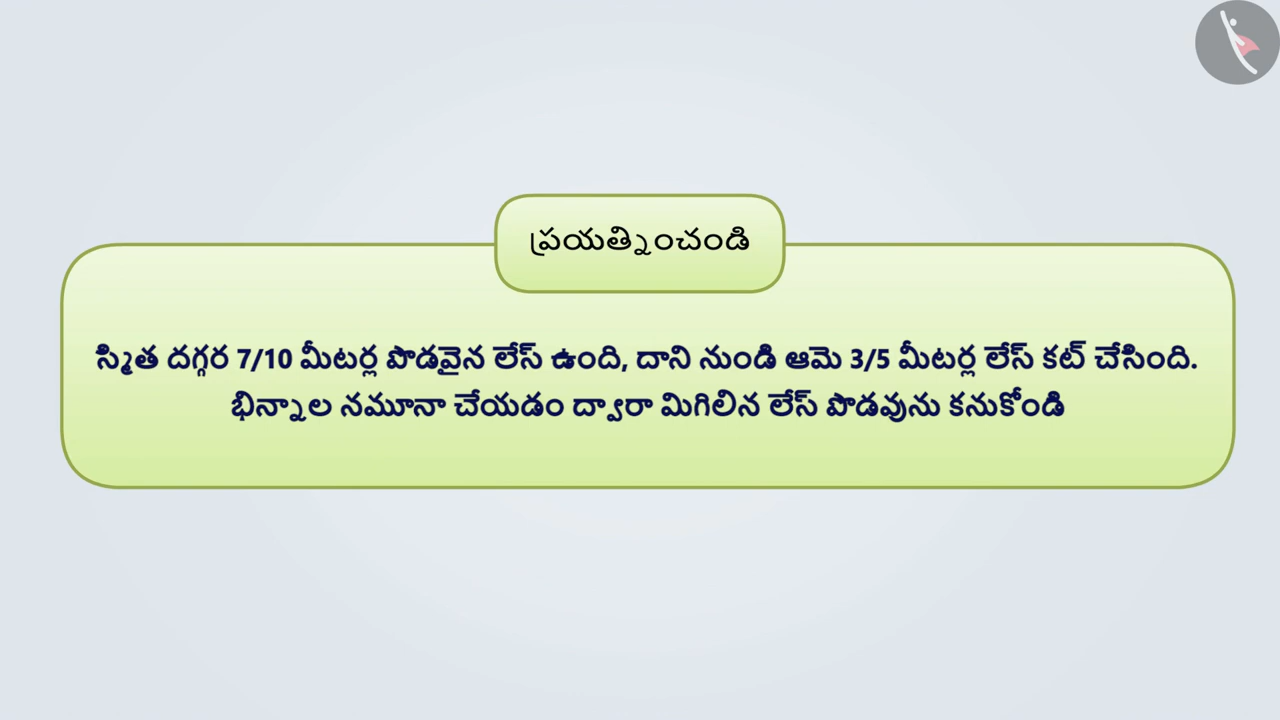 ప్రయత్నించండి
స్మిత దగ్గర 7/10 మీటర్ల పొడవైన లేస్ ఉంది, దాని నుండి ఆమె 3/5 మీటర్ల లేస్ కట్ చేసింది.
భిన్నాల నమూనా చేయడం ద్వారా మిగిలిన లేస్ పొడవును కనుకోండి